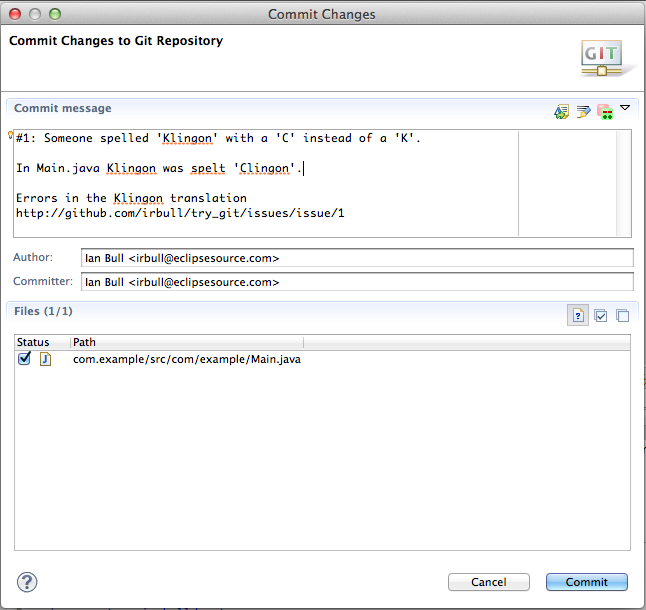 Commit Changes
Commit Changes to Git Repository
GIT
Commit message
#1: Someone spelled 'Klingon' with a 'C' instead of a 'K'.
In Main.java Klingon was spelt 'Clingon'.
Errors in the Klingon translation
http://github.com/irbull/try_git/issues/issue/1
Author: Ian Bull <irbull@eclipsesource.com>
Committer: Ian Bull <irbull@eclipsesource.com>
Files (1/1)
Status Path
J com.example/src/com/example/Main.java
? Cancel Commit